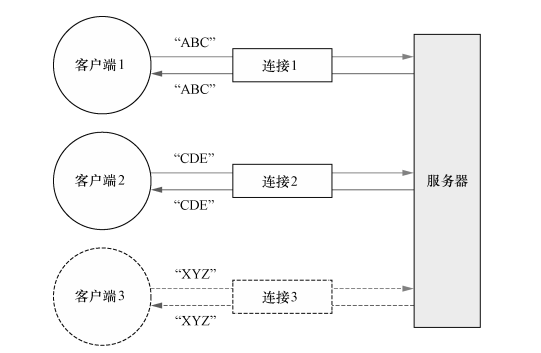 “ABC”
客户端1
连接1
“ABC”
“CDE”
客户端2
连接2
服务器
“CDE”
“XYZ”
客户端3
连接3
“XYZ”